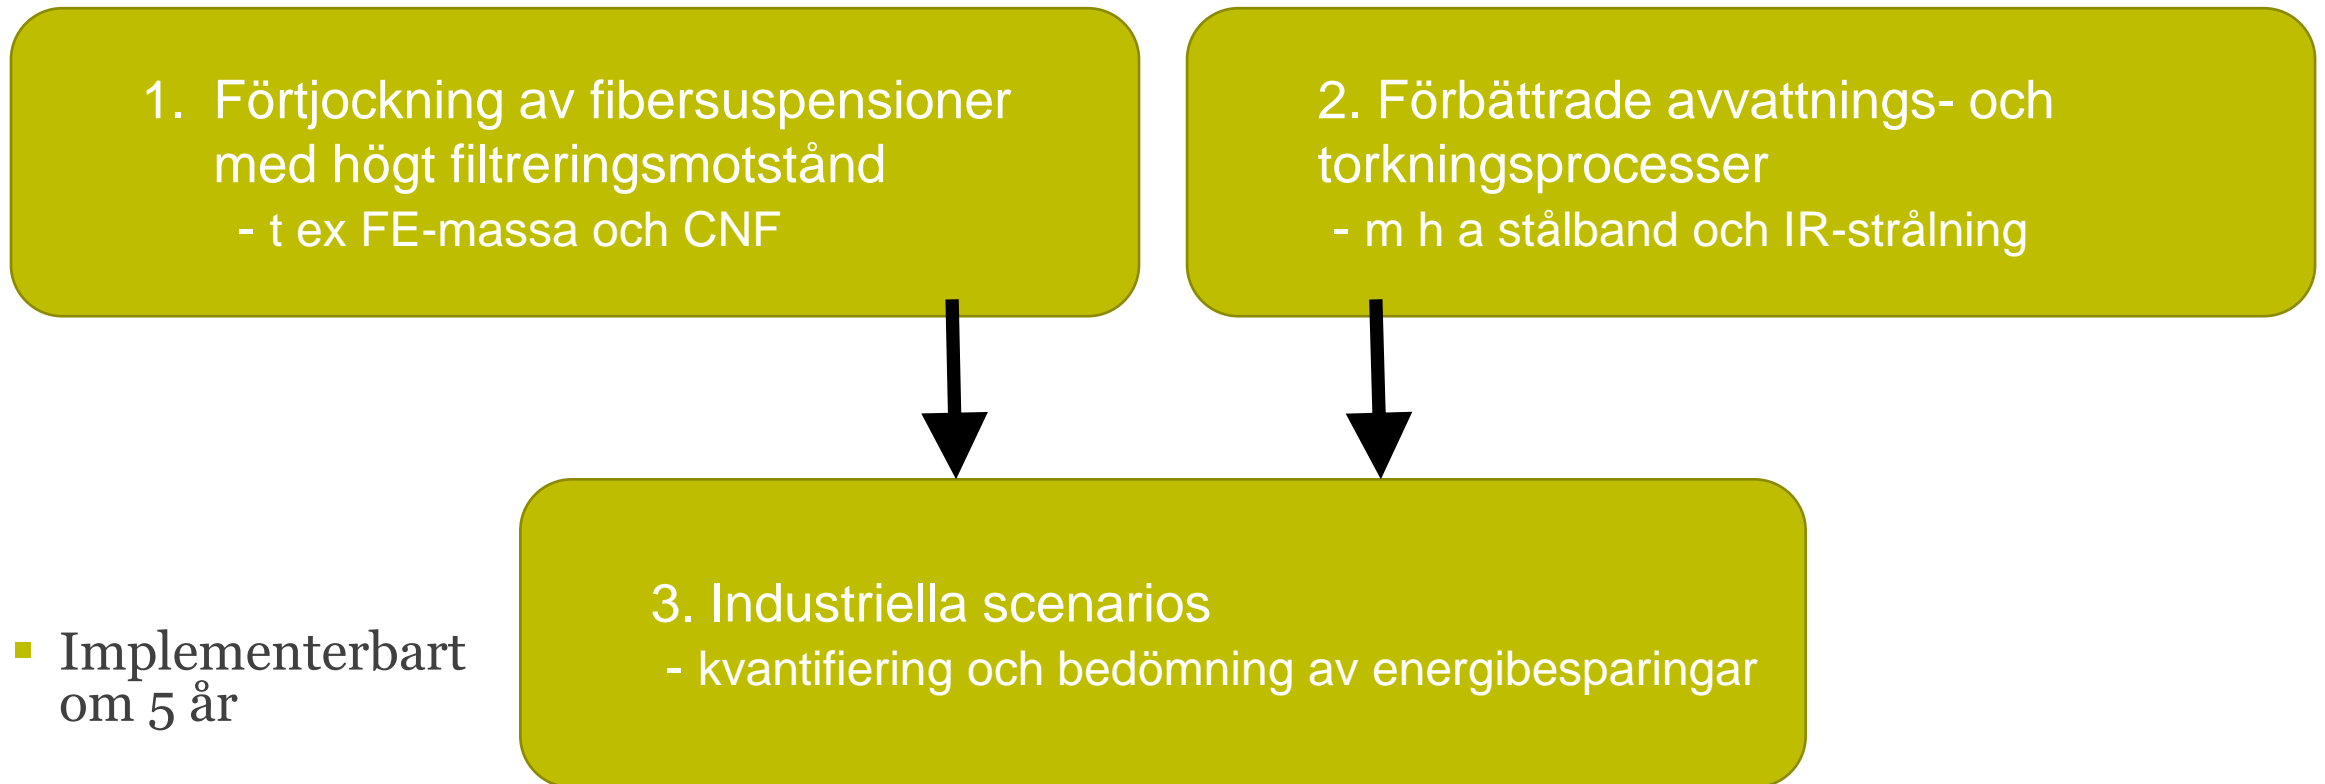 1. Förtjockning av fibersuspensioner
med högt filtreringsmotstånd
- t ex FE-massa och CNF
2. Förbättrade avvattnings- och
torkningsprocesser
- m h a stålband och IR-strålning
3. Industriella scenarios
- kvantifiering och bedömning av energibesparingar
▪ Implementerbart
om 5 år